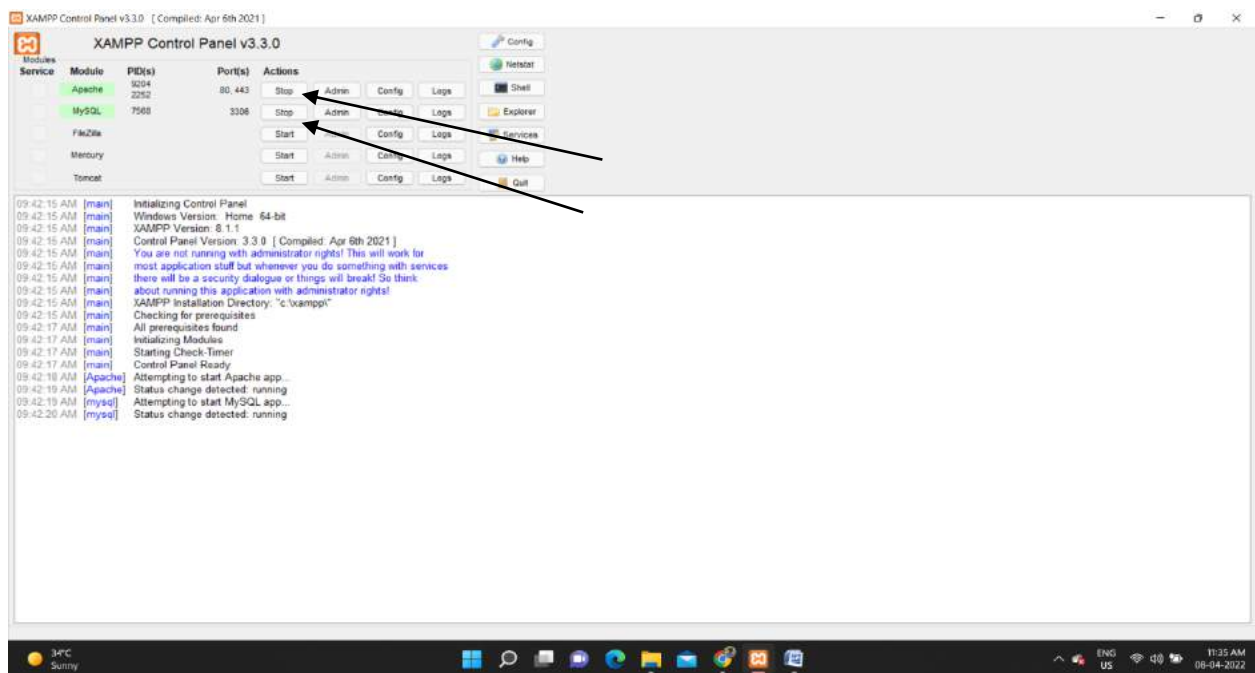 XAMPP Control Panel v3.3.0 [ Compiled: Apr 6th 2021 ]
XAMPP Control Panel v3.3.0
Config
Modules
Service Module PID(s) Port(s) Actions
Netstat
Apache 9204 2252 80, 443 Stop Admin Config Logs
Shell
MySQL 7568 3306 Stop Admin Config Logs
Explorer
FileZilla Start Admin Config Logs
Services
Mercury Start Admin Config Logs
Help
Tomcat Start Admin Config Logs
Quit
09:42:15 AM [main] Initializing Control Panel
09:42:15 AM [main] Windows Version: Home 64-bit
09:42:15 AM [main] XAMPP Version: 8.1.1
09:42:15 AM [main] Control Panel Version: 3.3.0 [ Compiled: Apr 6th 2021 ]
09:42:15 AM [main] You are not running with administrator rights! This will work for
09:42:15 AM [main] most application stuff but whenever you do something with services
09:42:15 AM [main] there will be a security dialogue or things will break! So think
09:42:15 AM [main] about running this application with administrator rights!
09:42:15 AM [main] XAMPP Installation Directory: "c:\xampp\"
09:42:15 AM [main] Checking for prerequisites
09:42:17 AM [main] All prerequisites found
09:42:17 AM [main] Initializing Modules
09:42:17 AM [main] Starting Check-Timer
09:42:17 AM [main] Control Panel Ready
09:42:18 AM [Apache] Attempting to start Apache app...
09:42:19 AM [Apache] Status change detected: running
09:42:19 AM [mysql] Attempting to start MySQL app...
09:42:20 AM [mysql] Status change detected: running
34°C
Sunny
ENG
US
11:35 AM
08-04-2022